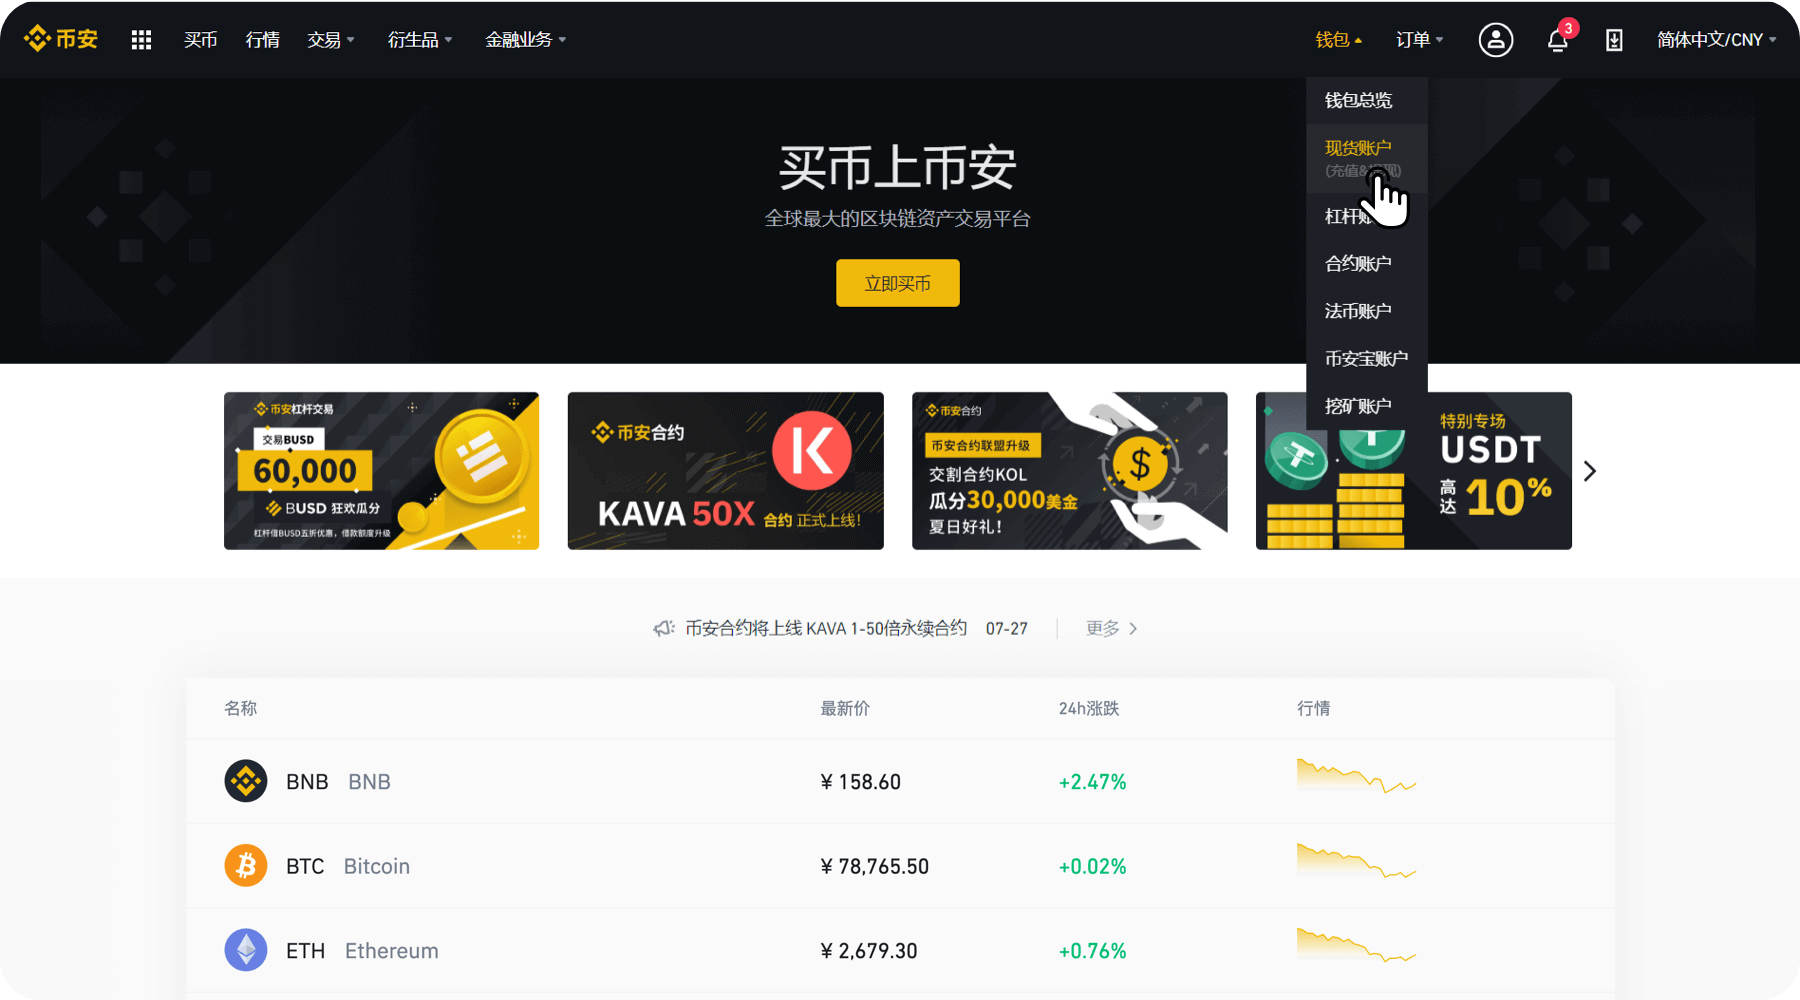 币安 买币 行情 交易 衍生品 金融业务 钱包 订单 3 简体中文/CNY
钱包总览
现货账户
(充值&提现)
杠杆账
合约账户
法币账户
币安宝账户
挖矿账户
买币上币安
全球最大的区块链资产交易平台
立即买币
币安杠杆交易
交易BUSD
60,000
BUSD 狂欢瓜分
杠杆借BUSD五折优惠，借款额度升级
币安合约
K
KAVA 50X 合约 正式上线!
币安合约
币安合约联盟升级
交割合约KOL
瓜分30,000美金
夏日好礼!
$
特别专场
USDT
高达 10%
币安合约将上线 KAVA 1-50倍永续合约 07-27 更多
名称 最新价 24h涨跌 行情
BNB BNB ¥ 158.60 +2.47%
BTC Bitcoin ¥ 78,765.50 +0.02%
ETH Ethereum ¥ 2,679.30 +0.76%